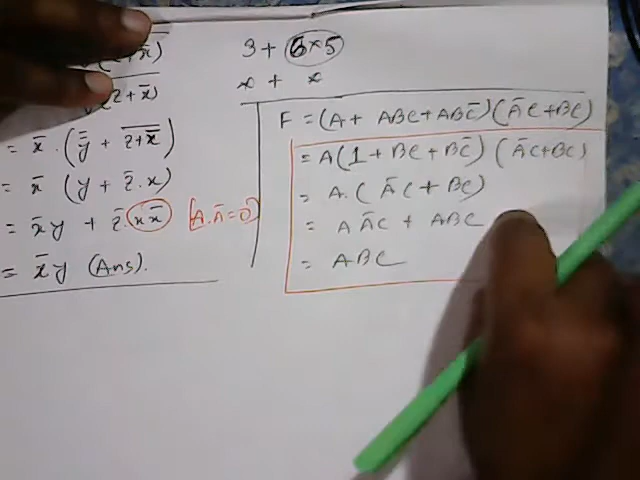 + x̄)
(z + x̄)
= x̄ . (y̿ + \overline{z + x̄})
= x̄ (y + z̄ . x)
= x̄y + z̄ . x x̄ [A.Ā=0]
= x̄y (Ans).
3 + 6×5
x + x
F = (A + ABC + ABC̄) (ĀC + BC)
= A (1 + BC + BC̄) (ĀC + BC)
= A. (ĀC + BC)
= AĀC + ABC
= ABC